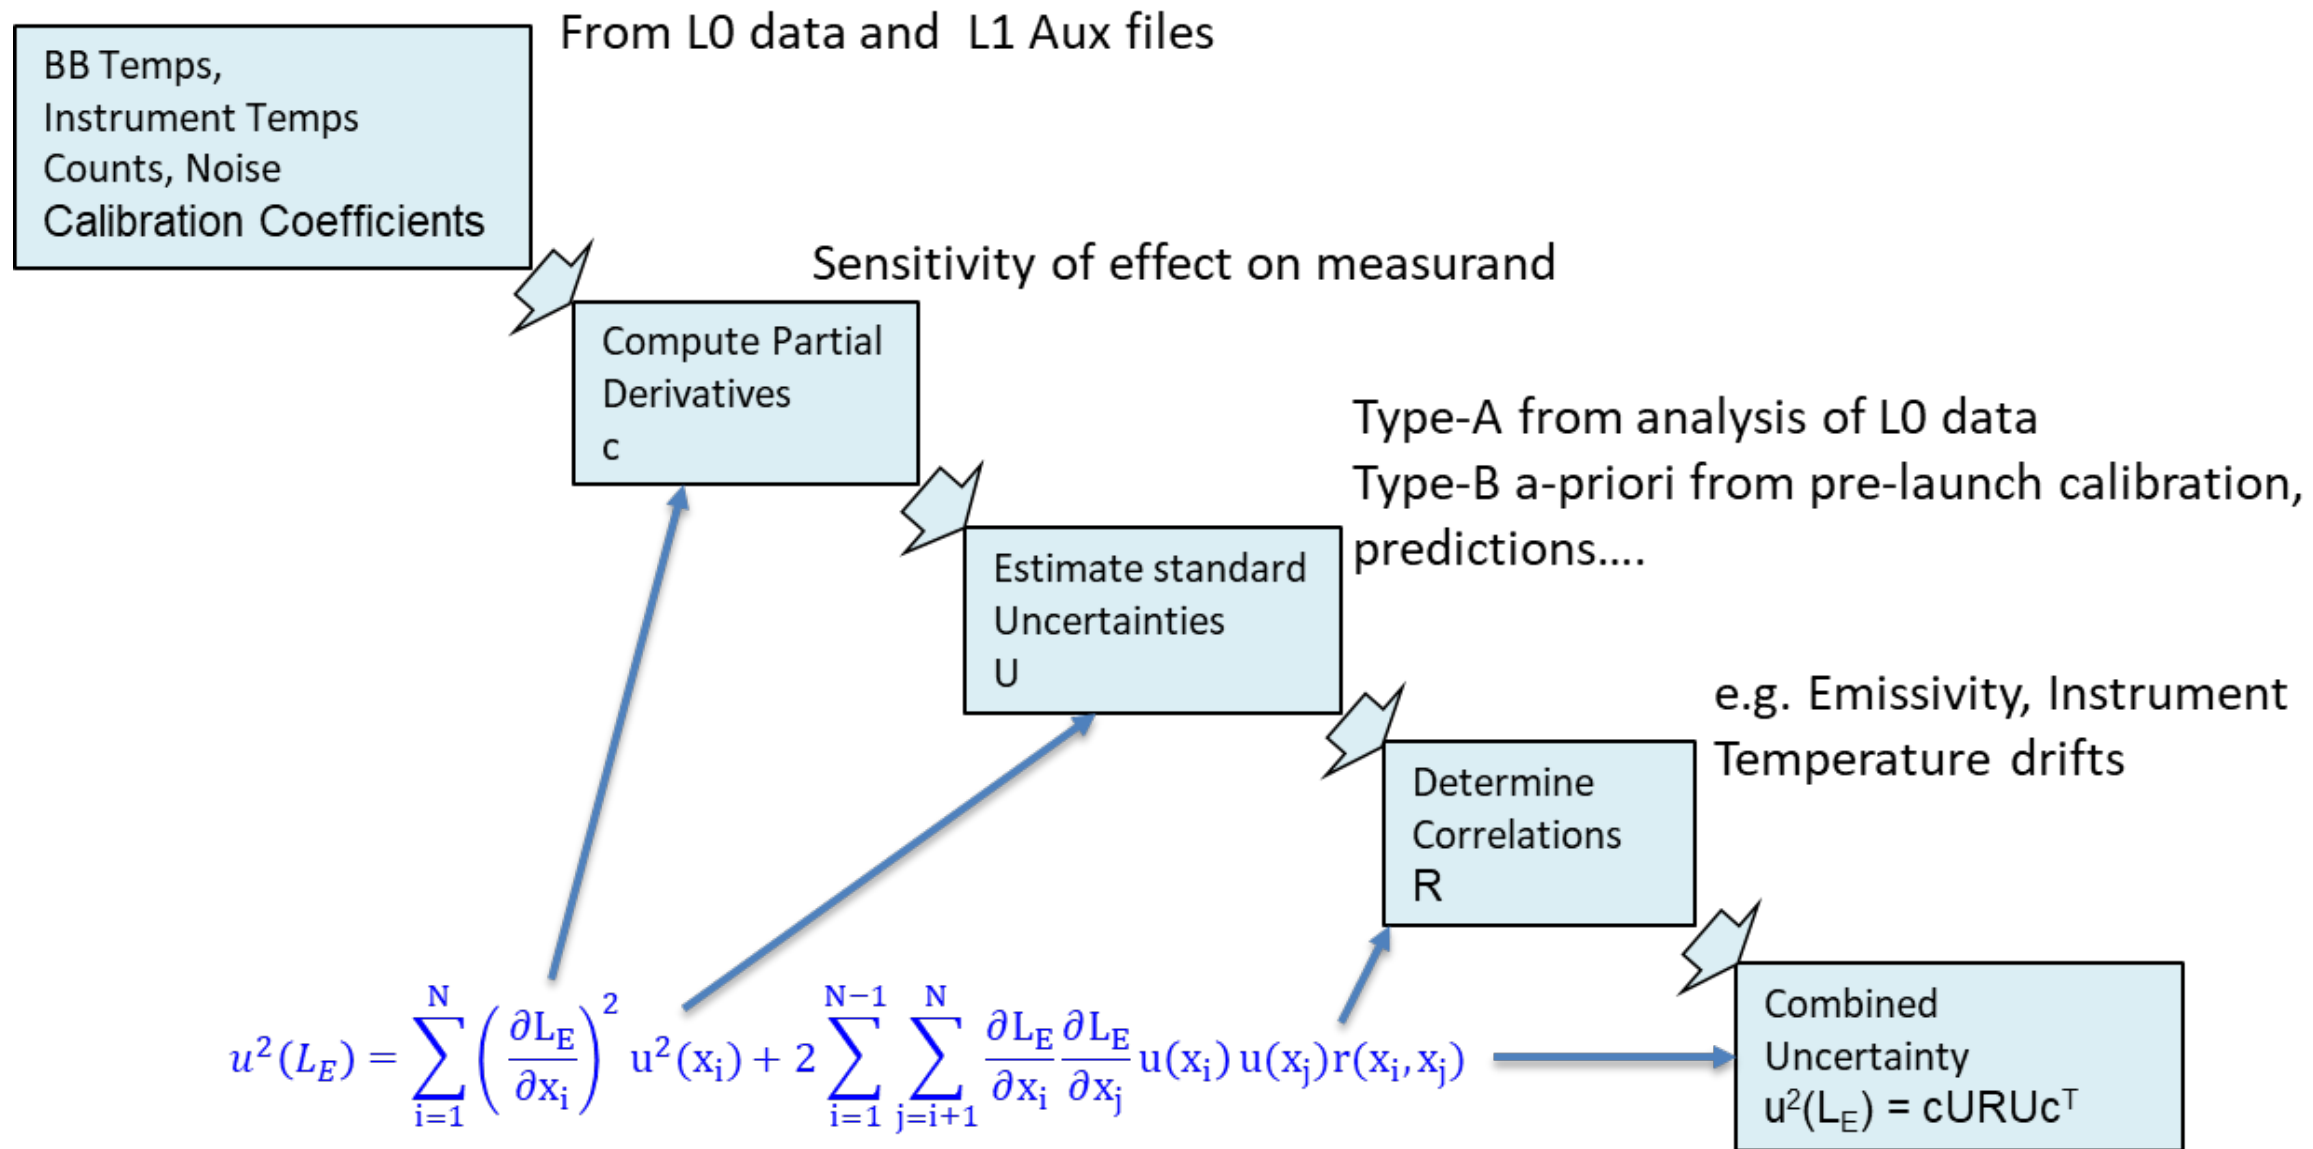 From L0 data and L1 Aux files
BB Temps,
Instrument Temps
Counts, Noise
Calibration Coefficients
Sensitivity of effect on measurand
Compute Partial
Derivatives
c
Type-A from analysis of L0 data
Type-B a-priori from pre-launch calibration,
predictions....
Estimate standard
Uncertainties
U
e.g. Emissivity, Instrument
Temperature drifts
Determine
Correlations
R
u²(L_E) = ∑_{i=1}^{N} (∂L_E/∂x_i)² u²(x_i) + 2 ∑_{i=1}^{N−1} ∑_{j=i+1}^{N} ∂L_E/∂x_i ∂L_E/∂x_j u(x_i) u(x_j) r(x_i, x_j)
Combined
Uncertainty
u²(L_E) = cURUc^T